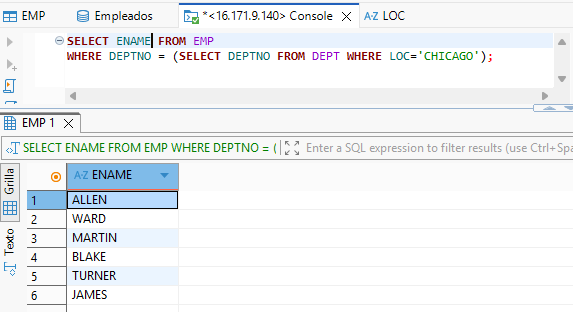 EMP Empleados *<16.171.9.140> Console LOC
SELECT ENAME FROM EMP
WHERE DEPTNO = (SELECT DEPTNO FROM DEPT WHERE LOC='CHICAGO');
EMP 1
SELECT ENAME FROM EMP WHERE DEPTNO = ( Enter a SQL expression to filter results (use Ctrl+Spa
Grilla
Texto
A-Z ENAME
1 ALLEN
2 WARD
3 MARTIN
4 BLAKE
5 TURNER
6 JAMES